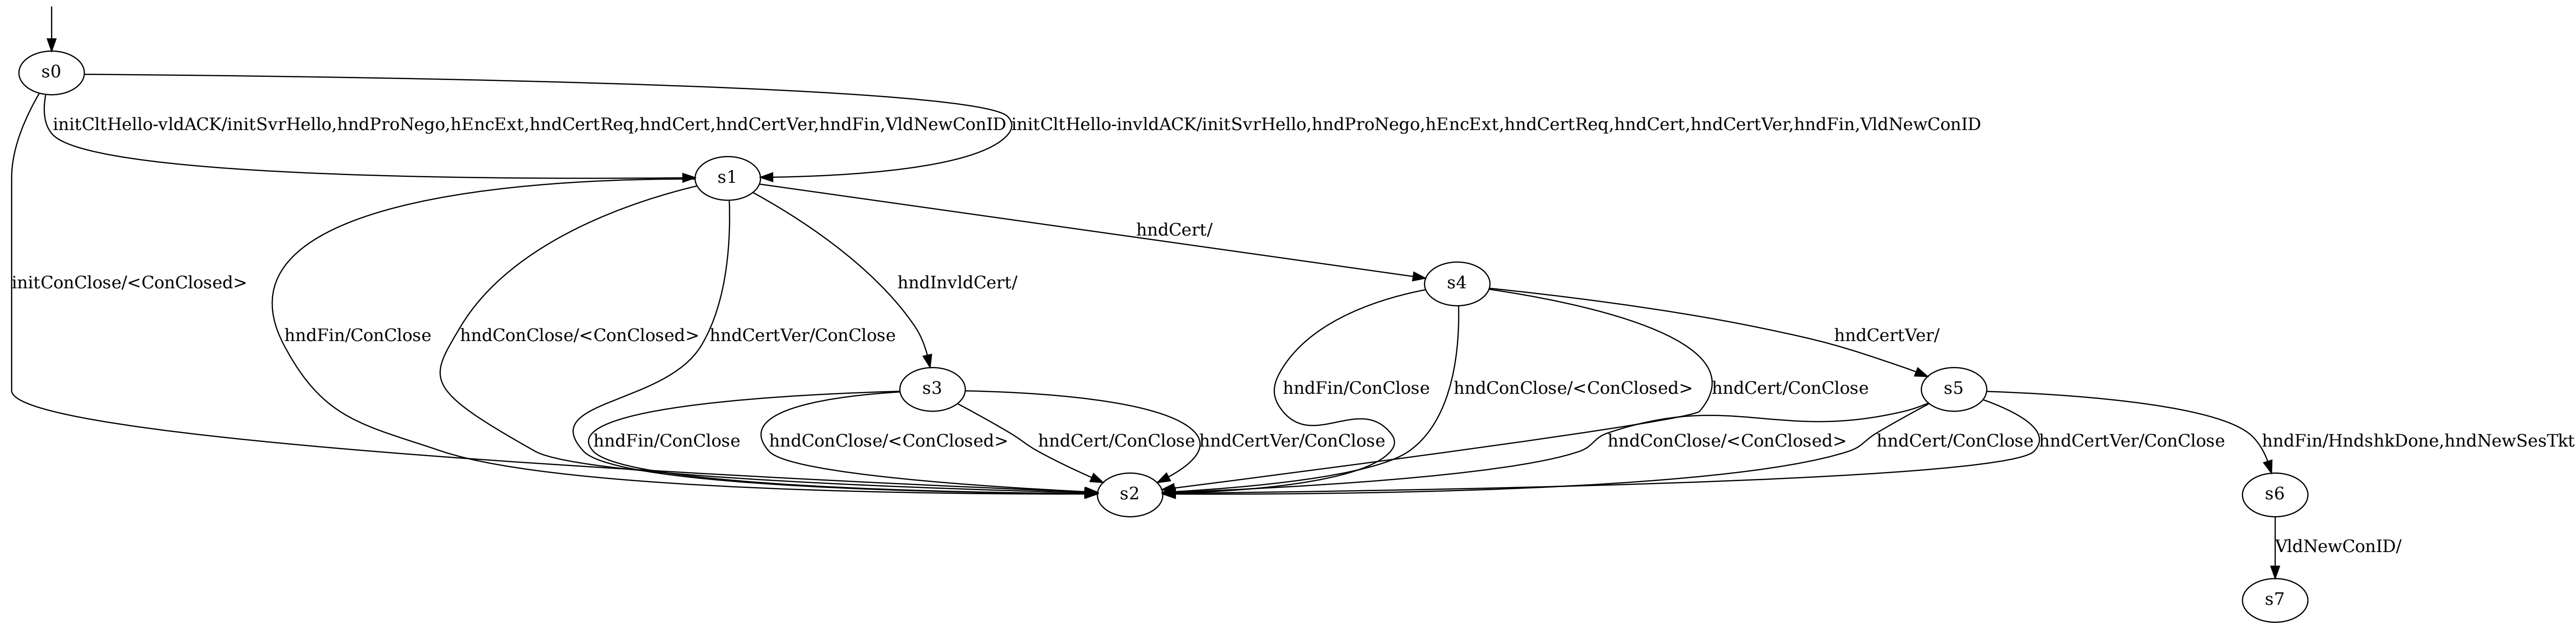 s0
initCltHello-vldACK/initSvrHello,hndProNego,hEncExt,hndCertReq,hndCert,hndCertVer,hndFin,VldNewConID
initCltHello-invldACK/initSvrHello,hndProNego,hEncExt,hndCertReq,hndCert,hndCertVer,hndFin,VldNewConID
s1
hndCert/
initConClose/<ConClosed>
hndInvldCert/
s4
hndFin/ConClose
hndConClose/<ConClosed>
hndCertVer/ConClose
hndCertVer/
s3
hndFin/ConClose
hndConClose/<ConClosed>
hndCert/ConClose
s5
hndFin/ConClose
hndConClose/<ConClosed>
hndCert/ConClose
hndCertVer/ConClose
hndConClose/<ConClosed>
hndCert/ConClose
hndCertVer/ConClose
hndFin/HndshkDone,hndNewSesTkt
s2
s6
VldNewConID/
s7